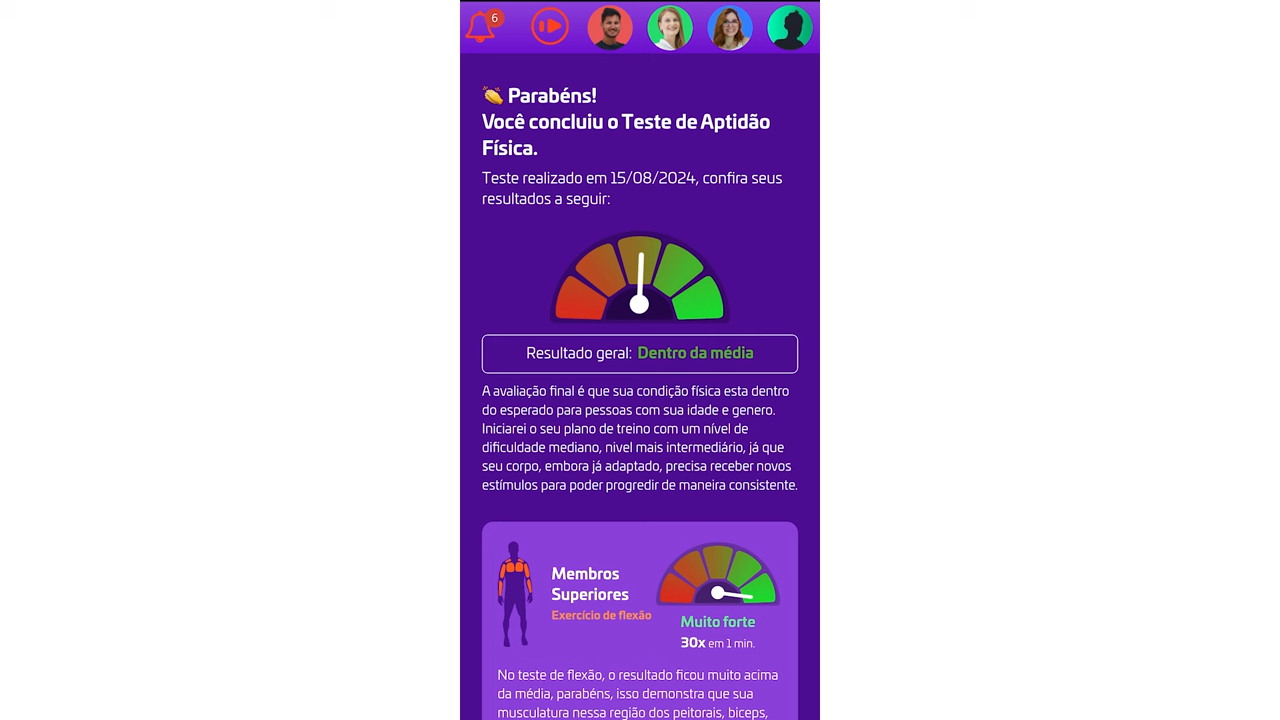 6
Parabéns!
Você concluiu o Teste de Aptidão
Física.
Teste realizado em 15/08/2024, confira seus
resultados a seguir:
Resultado geral: Dentro da média
A avaliação final é que sua condição física esta dentro
do esperado para pessoas com sua idade e genero.
Iniciarei o seu plano de treino com um nível de
dificuldade mediano, nivel mais intermediário, já que
seu corpo, embora já adaptado, precisa receber novos
estímulos para poder progredir de maneira consistente.
Membros
Superiores
Exercício de flexão
Muito forte
30x em 1 min.
No teste de flexão, o resultado ficou muito acima
da média, parabéns, isso demonstra que sua
musculatura nessa região dos peitorais, biceps,